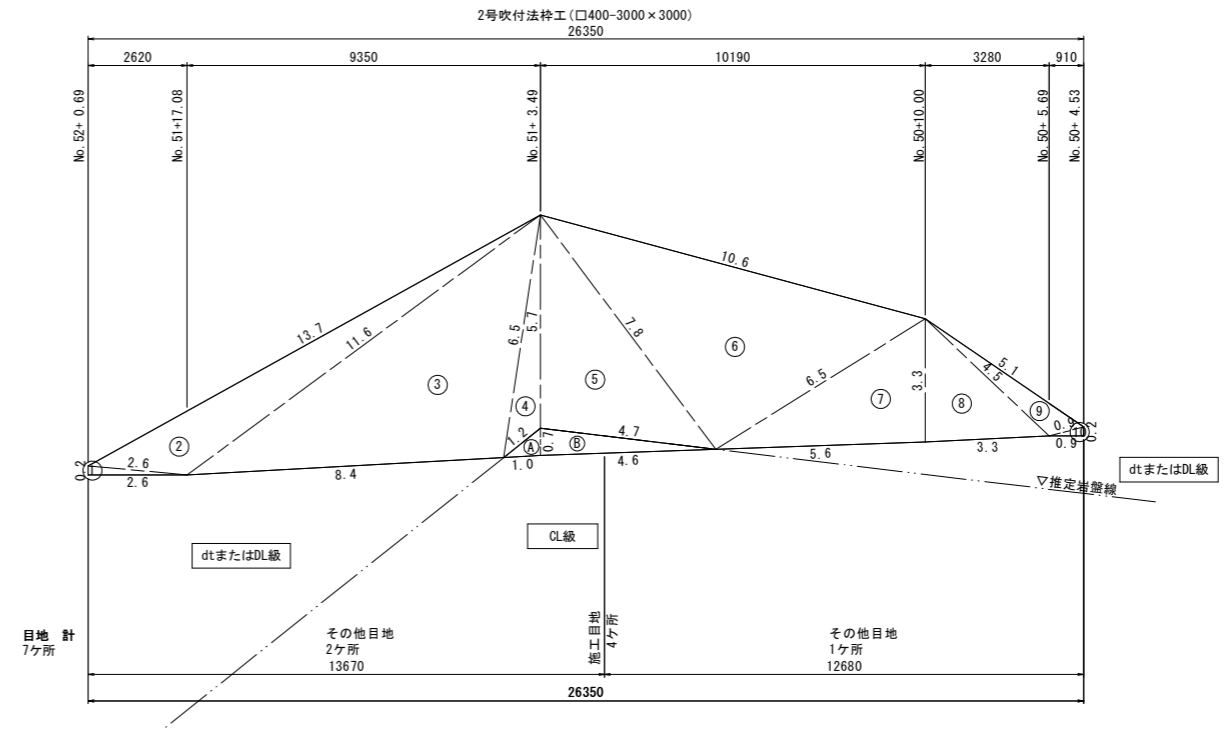 2号吹付法枠工(□400-3000×3000)
26350
2620
9350
10190
3280
910
No.52+ 0.69
No.51+17.08
No.51+ 3.49
No.50+10.00
No.50+ 5.69
No.50+ 4.53
13.7
11.6
6.5
5.7
7.8
10.6
6.5
3.3
4.5
5.1
②
③
④
⑤
⑥
⑦
⑧
⑨
0.2
1
2.6
2.6
8.4
1.2
Ⓐ
0.7
Ⓑ
4.7
1.0
4.6
5.6
3.3
0.9
0.9
10
0.2
▽推定岩盤線
dtまたはDL級
CL級
dtまたはDL級
目地 計
7ケ所
その他目地
2ケ所
施工目地
4ケ所
その他目地
1ケ所
13670
12680
26350